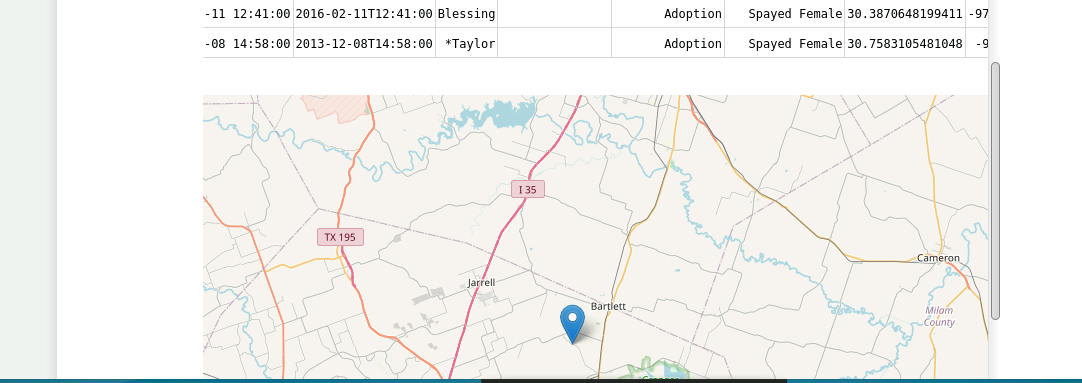 -11 12:41:00 2016-02-11T12:41:00 Blessing Adoption Spayed Female 30.3870648199411 -97
-08 14:58:00 2013-12-08T14:58:00 *Taylor Adoption Spayed Female 30.7583105481048 -9
I 35
TX 195
Cameron
Jarrell
Bartlett
Milam
County